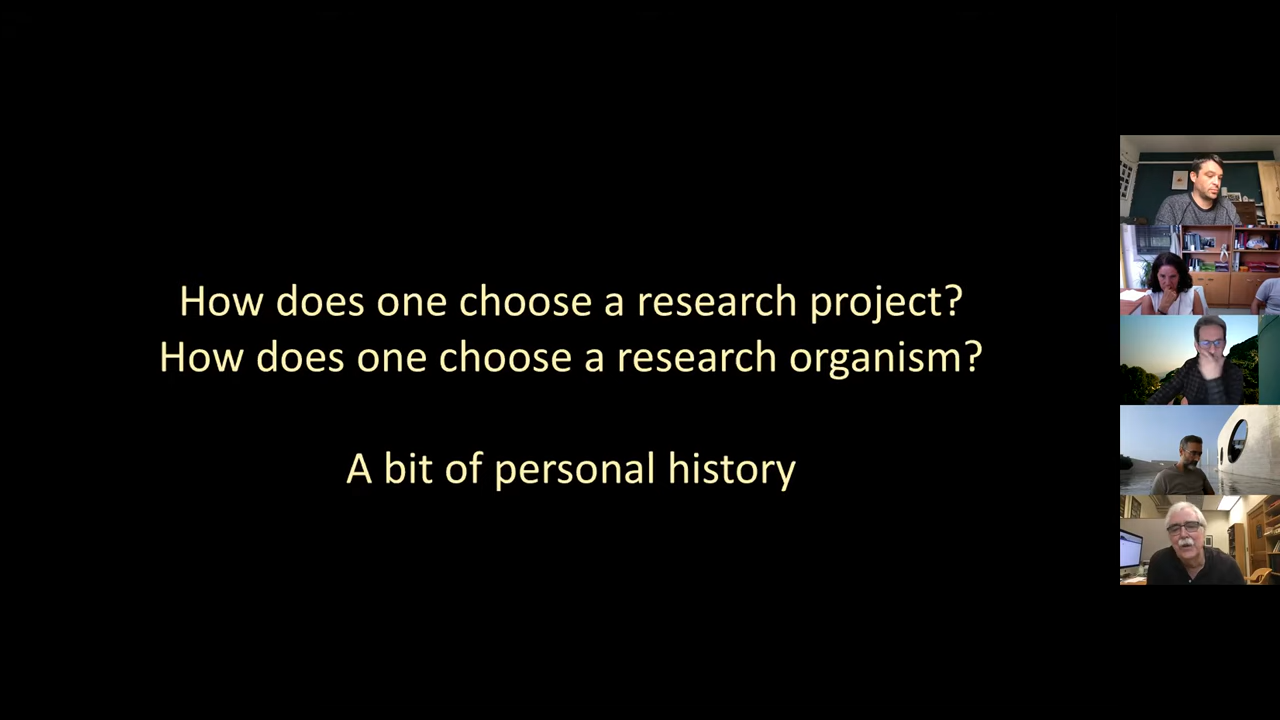 How does one choose a research project?
How does one choose a research organism?
A bit of personal history